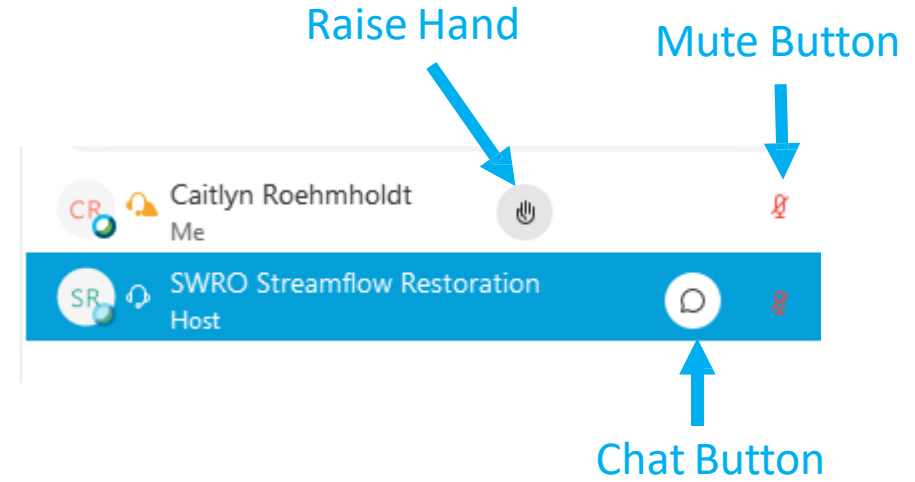 Raise Hand
Mute Button
CR
Caitlyn Roehmholdt
Me
SR
SWRO Streamflow Restoration
Host
Chat Button